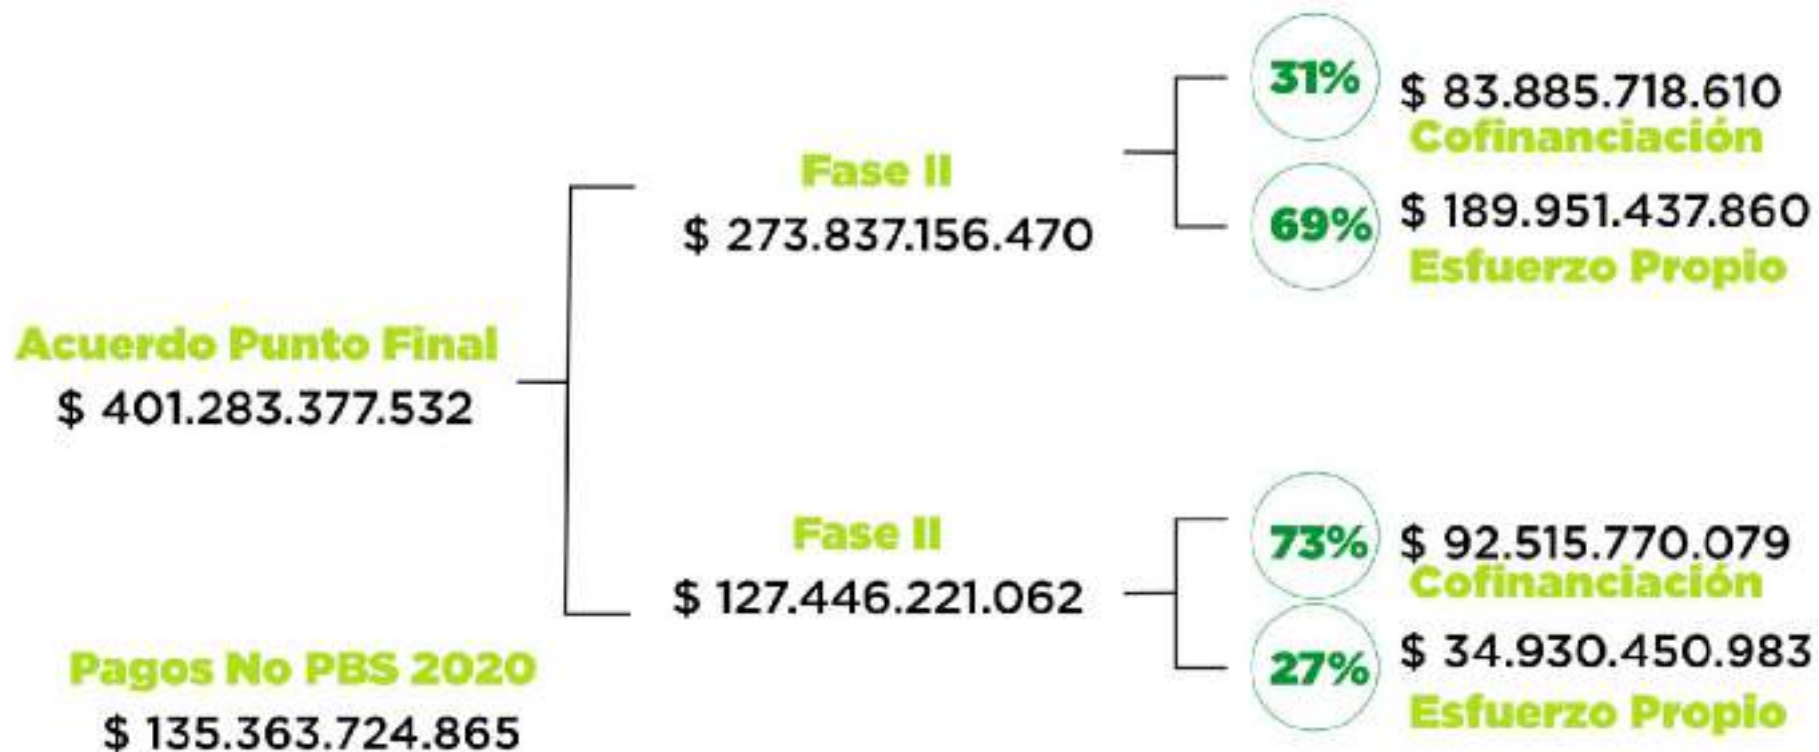 Acuerdo Punto Final
$ 401.283.377.532
Pagos No PBS 2020
$ 135.363.724.865
Fase II
$ 273.837.156.470
31%
$ 83.885.718.610
Cofinanciación
69%
$ 189.951.437.860
Esfuerzo Propio
Fase II
$ 127.446.221.062
73%
$ 92.515.770.079
Cofinanciación
27%
$ 34.930.450.983
Esfuerzo Propio